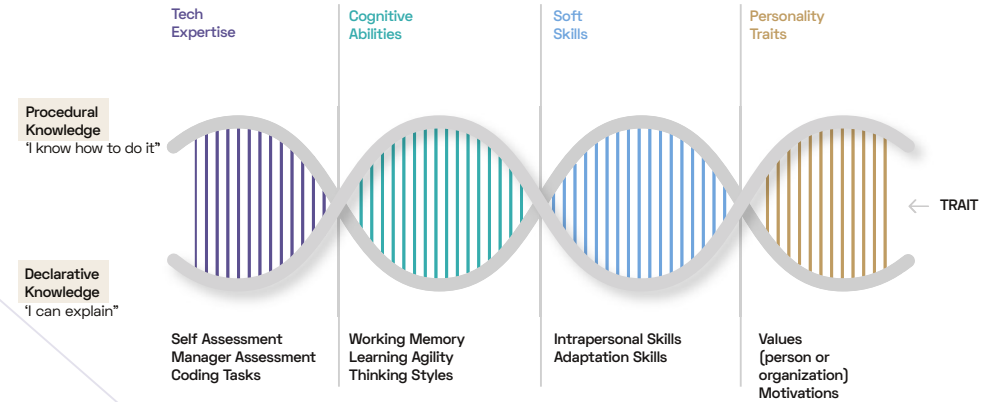 Tech
Expertise
Cognitive
Abilities
Soft
Skills
Personality
Traits
Procedural
Knowledge
‘I know how to do it”
TRAIT
Declarative
Knowledge
‘I can explain”
Self Assessment
Manager Assessment
Coding Tasks
Working Memory
Learning Agility
Thinking Styles
Intrapersonal Skills
Adaptation Skills
Values
(person or
organization)
Motivations